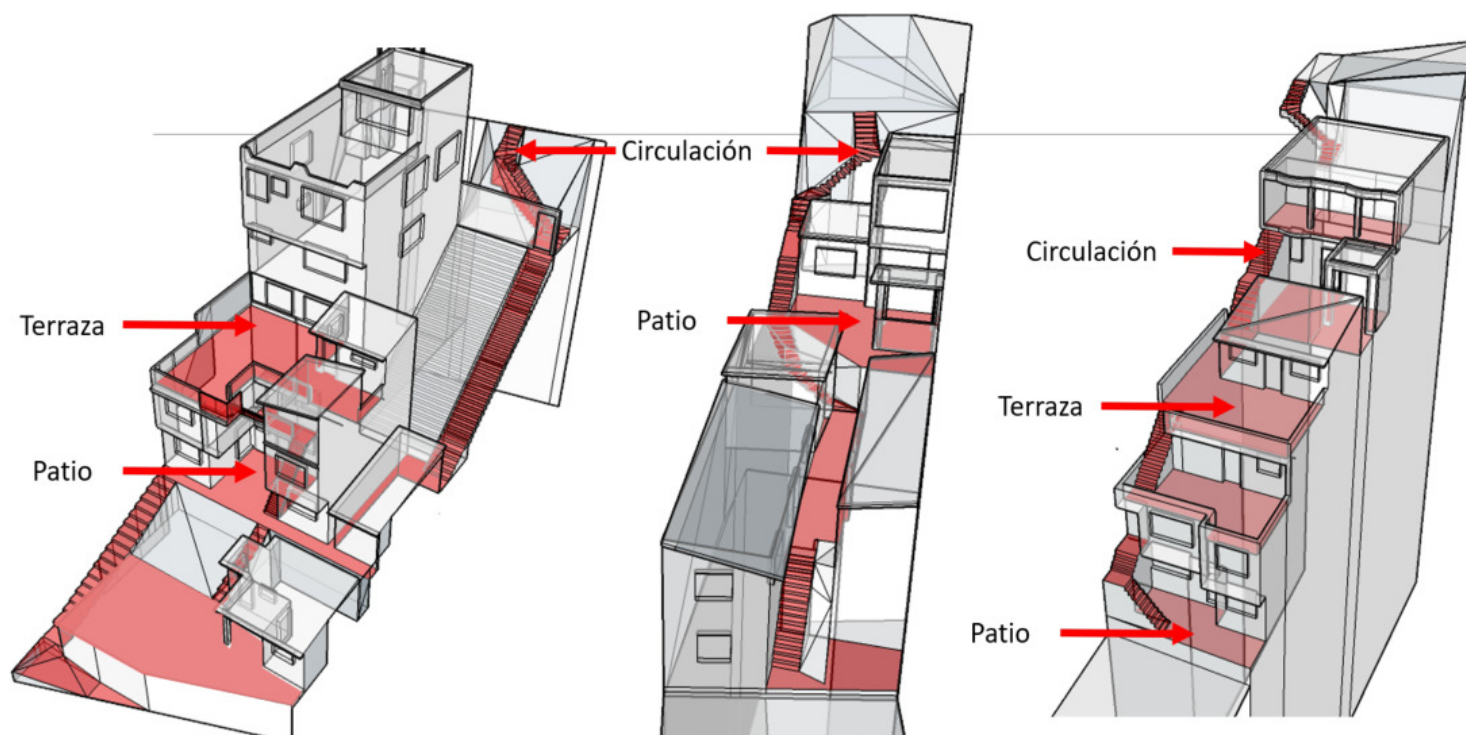 Circulación
Terraza
Patio
Patio
Circulación
Terraza
Patio